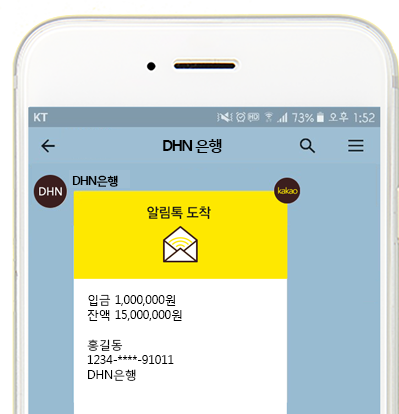 KT 73% 오후 1:52
DHN 은행
DHN
DHN은행
kakao
알림톡 도착
입금 1,000,000원
잔액 15,000,000원
홍길동
1234-****-91011
DHN은행